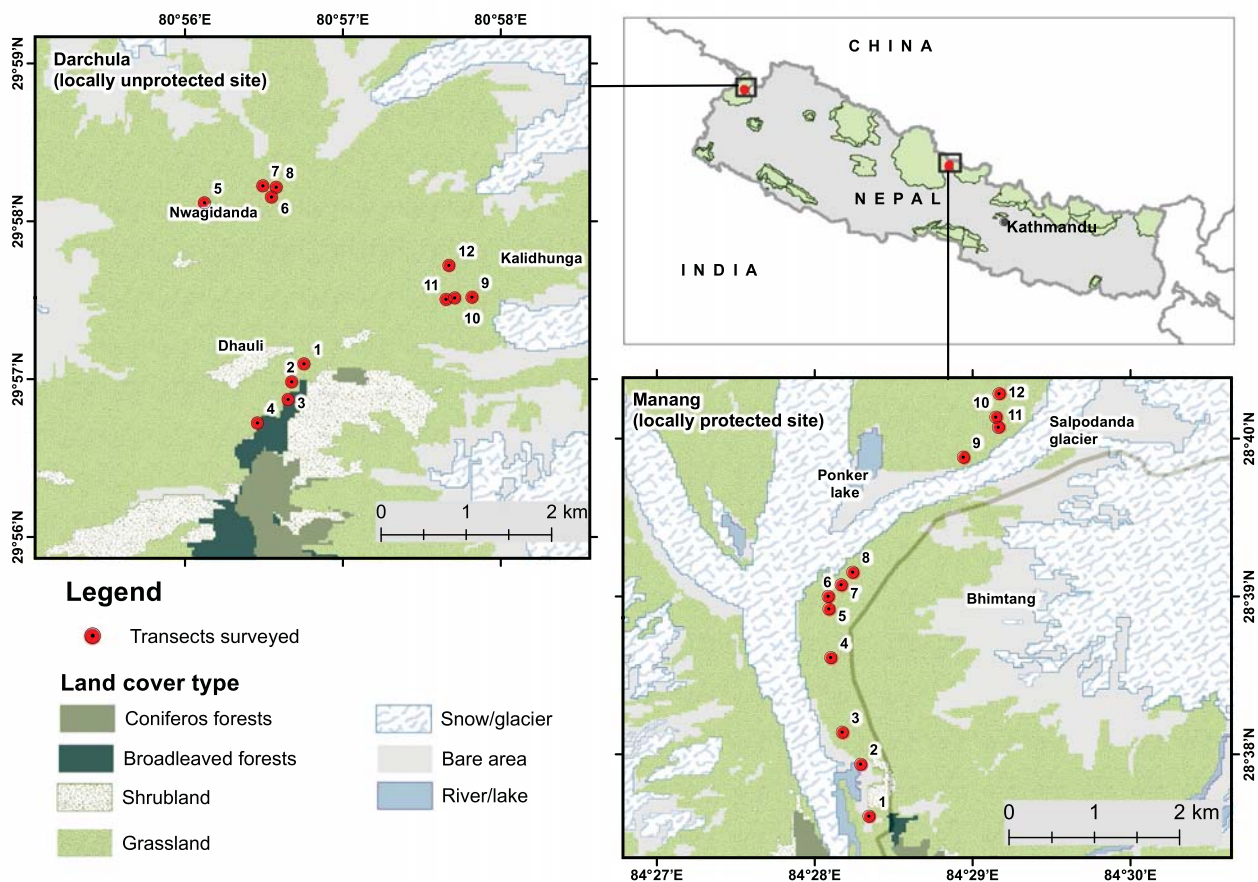 80°56'E
80°57'E
80°58'E
29°59'N
29°58'N
29°57'N
29°56'N
Darchula
(locally unprotected site)
7
8
5
6
Nwagidanda
12
Kalidhunga
11
9
10
Dhauli
1
2
3
4
0 1 2 km
CHINA
NEPAL
Kathmandu
INDIA
Manang
(locally protected site)
12
10
11
9
Salpodanda
glacier
Ponker
lake
8
6
7
5
Bhimtang
4
3
2
1
0 1 2 km
28°40'N
28°39'N
28°38'N
84°27'E
84°28'E
84°29'E
84°30'E
Legend
Transects surveyed
Land cover type
Coniferos forests
Broadleaved forests
Shrubland
Grassland
Snow/glacier
Bare area
River/lake